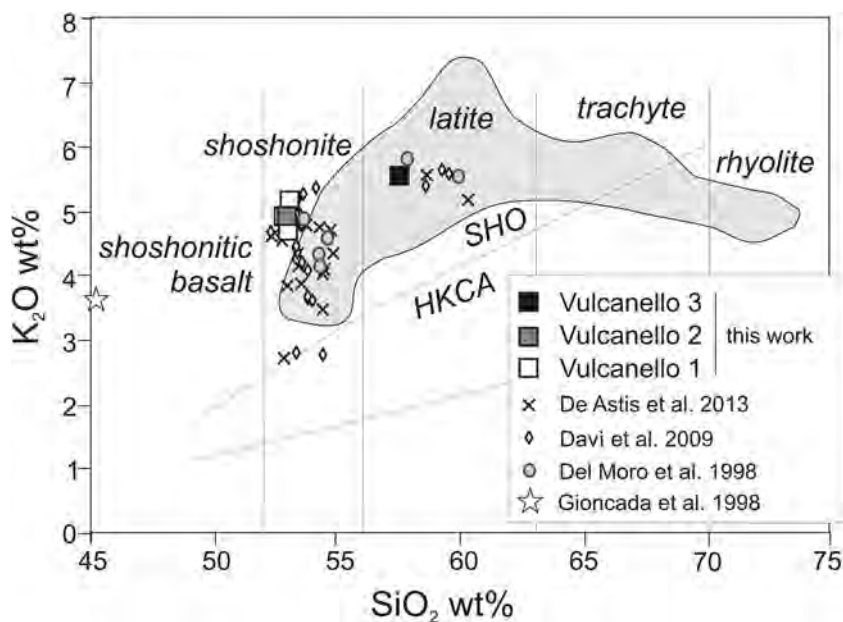 8
7
6
5
4
3
2
1
0
K₂O wt%
45
50
55
60
65
70
75
SiO₂ wt%
shoshonitic
basalt
shoshonite
latite
trachyte
rhyolite
SHO
HKCA
Vulcanello 3
Vulcanello 2
Vulcanello 1
this work
De Astis et al. 2013
Davi et al. 2009
Del Moro et al. 1998
Gioncada et al. 1998